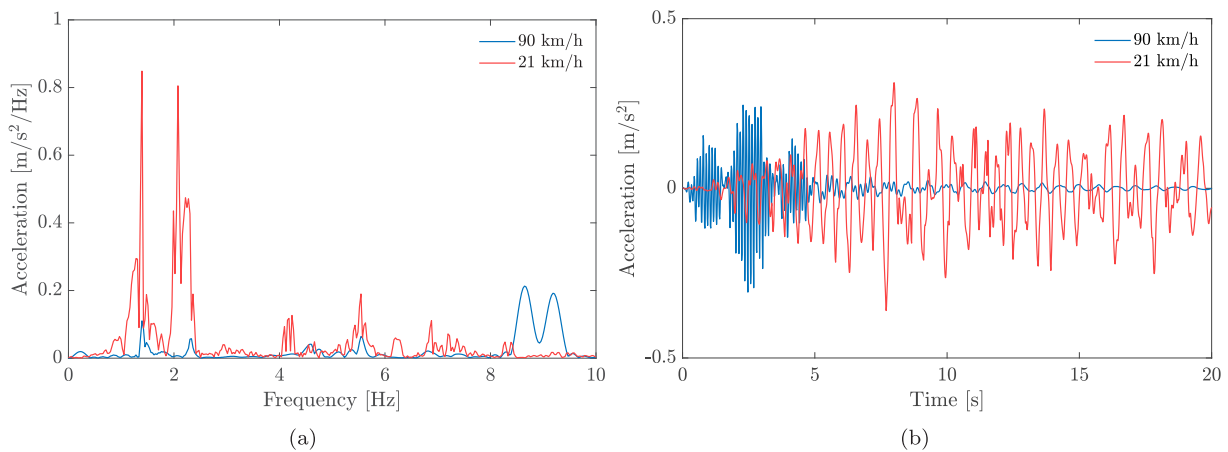 1
0.8
0.6
0.4
0.2
0
Acceleration [m/s²/Hz]
90 km/h
21 km/h
0 2 4 6 8 10
Frequency [Hz]
(a)
0.5
0
-0.5
Acceleration [m/s²]
90 km/h
21 km/h
0 5 10 15 20
Time [s]
(b)